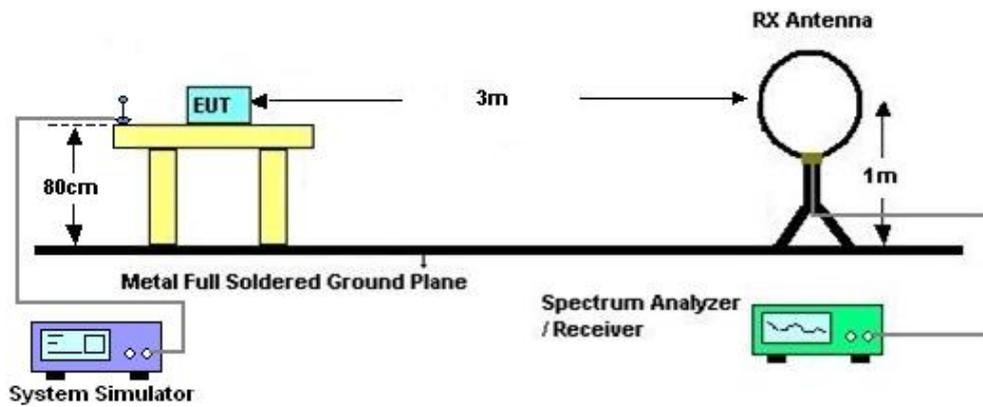 RX Antenna
EUT
3m
80cm
1m
Metal Full Soldered Ground Plane
Spectrum Analyzer
/ Receiver
System Simulator